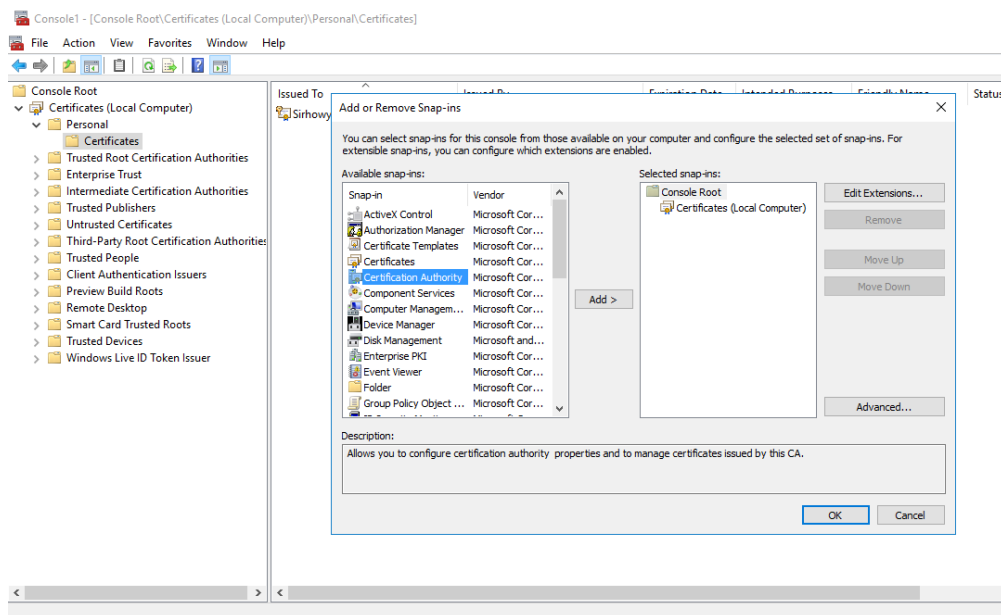 Console1 - [Console Root\Certificates (Local Computer)\Personal\Certificates]
File Action View Favorites Window Help
Console Root
Certificates (Local Computer)
Personal
Certificates
Trusted Root Certification Authorities
Enterprise Trust
Intermediate Certification Authorities
Trusted Publishers
Untrusted Certificates
Third-Party Root Certification Authorities
Trusted People
Client Authentication Issuers
Preview Build Roots
Remote Desktop
Smart Card Trusted Roots
Trusted Devices
Windows Live ID Token Issuer
Issued To Issued By Expiration Date Intended Purposes Friendly Name Status
Sirhowy
Add or Remove Snap-ins
You can select snap-ins for this console from those available on your computer and configure the selected set of snap-ins. For
extensible snap-ins, you can configure which extensions are enabled.
Available snap-ins:
Snap-in Vendor
ActiveX Control Microsoft Cor...
Authorization Manager Microsoft Cor...
Certificate Templates Microsoft Cor...
Certificates Microsoft Cor...
Certification Authority Microsoft Cor...
Component Services Microsoft Cor...
Computer Managem... Microsoft Cor...
Device Manager Microsoft Cor...
Disk Management Microsoft and...
Enterprise PKI Microsoft Cor...
Event Viewer Microsoft Cor...
Folder Microsoft Cor...
Group Policy Object ... Microsoft Cor...
Add >
Selected snap-ins:
Console Root
Certificates (Local Computer)
Edit Extensions...
Remove
Move Up
Move Down
Advanced...
Description:
Allows you to configure certification authority properties and to manage certificates issued by this CA.
OK Cancel